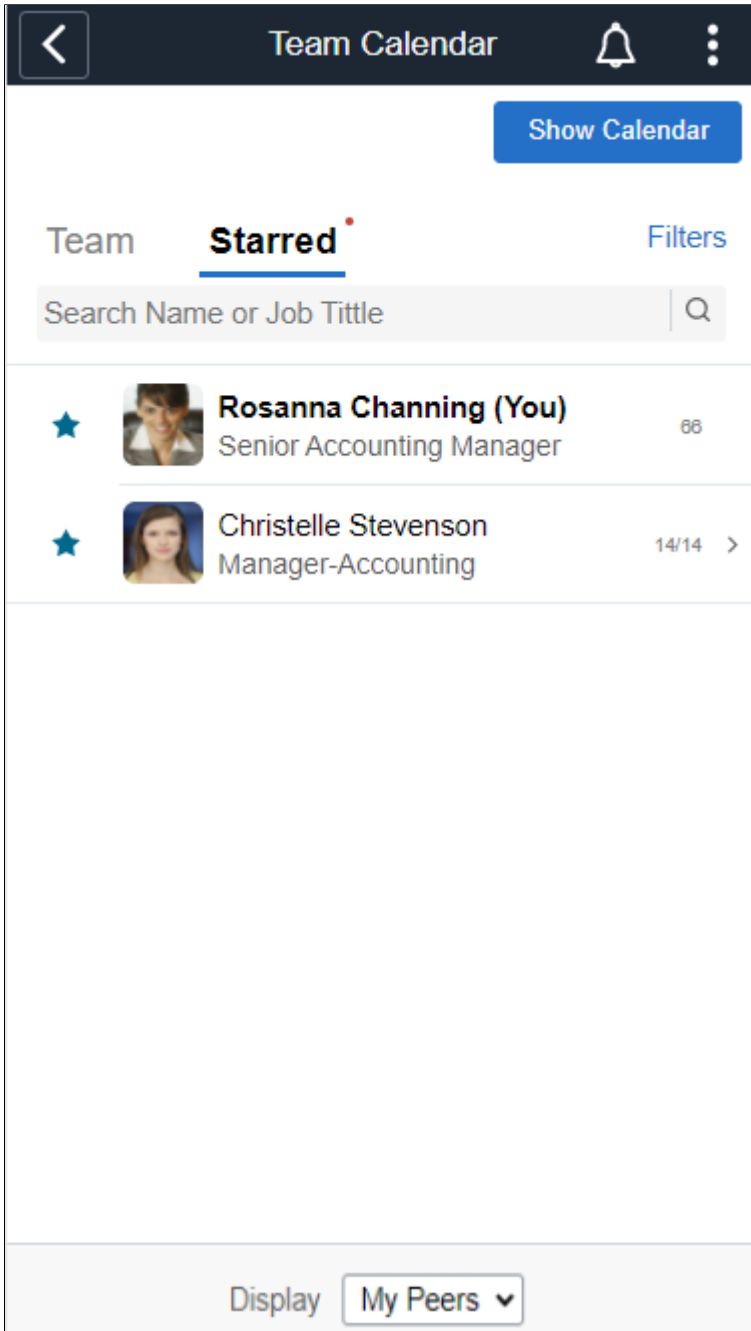 Team Calendar
Show Calendar
Team Starred Filters
Search Name or Job Tittle
Rosanna Channing (You)
66
Senior Accounting Manager
Christelle Stevenson
14/14
Manager-Accounting
Display My Peers